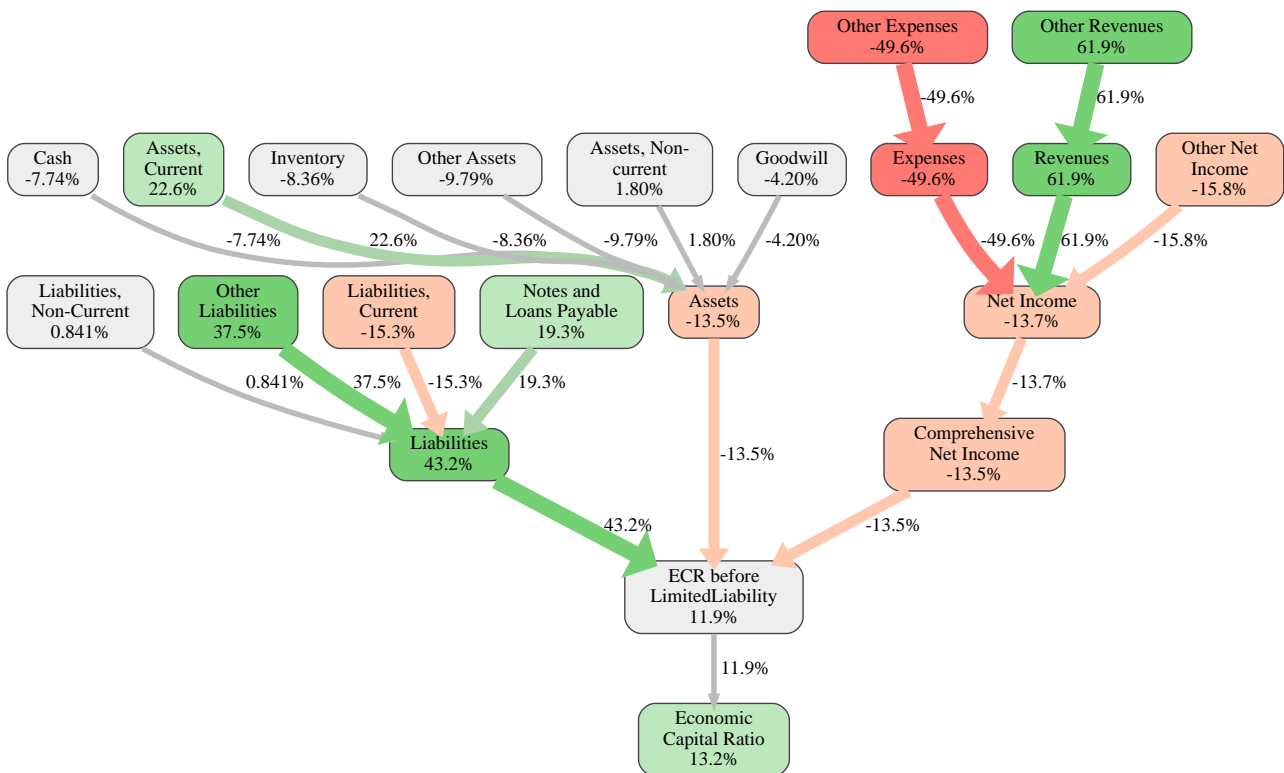 Other Expenses
-49.6%
Other Revenues
61.9%
-49.6%
61.9%
Cash
-7.74%
Assets,
Current
22.6%
Inventory
-8.36%
Other Assets
-9.79%
Assets, Non-
current
1.80%
Goodwill
-4.20%
Expenses
-49.6%
Revenues
61.9%
Other Net
Income
-15.8%
-7.74%
22.6%
-8.36%
-9.79%
1.80%
-4.20%
-49.6%
61.9%
-15.8%
Liabilities,
Non-Current
0.841%
Other
Liabilities
37.5%
Liabilities,
Current
-15.3%
Notes and
Loans Payable
19.3%
Assets
-13.5%
Net Income
-13.7%
0.841%
37.5%
-15.3%
19.3%
-13.7%
Liabilities
43.2%
-13.5%
Comprehensive
Net Income
-13.5%
43.2%
-13.5%
ECR before
LimitedLiability
11.9%
11.9%
Economic
Capital Ratio
13.2%